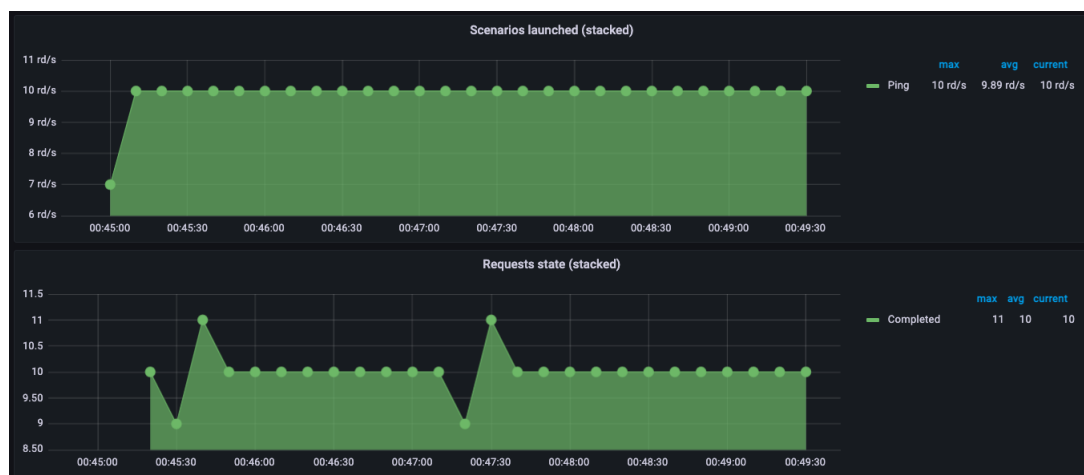 Scenarios launched (stacked)
11 rd/s
10 rd/s
9 rd/s
8 rd/s
7 rd/s
6 rd/s
00:45:00 00:45:30 00:46:00 00:46:30 00:47:00 00:47:30 00:48:00 00:48:30 00:49:00 00:49:30
max avg current
Ping 10 rd/s 9.89 rd/s 10 rd/s
Requests state (stacked)
11.5
11
10.5
10
9.50
9
8.50
00:45:00 00:45:30 00:46:00 00:46:30 00:47:00 00:47:30 00:48:00 00:48:30 00:49:00 00:49:30
max avg current
Completed 11 10 10